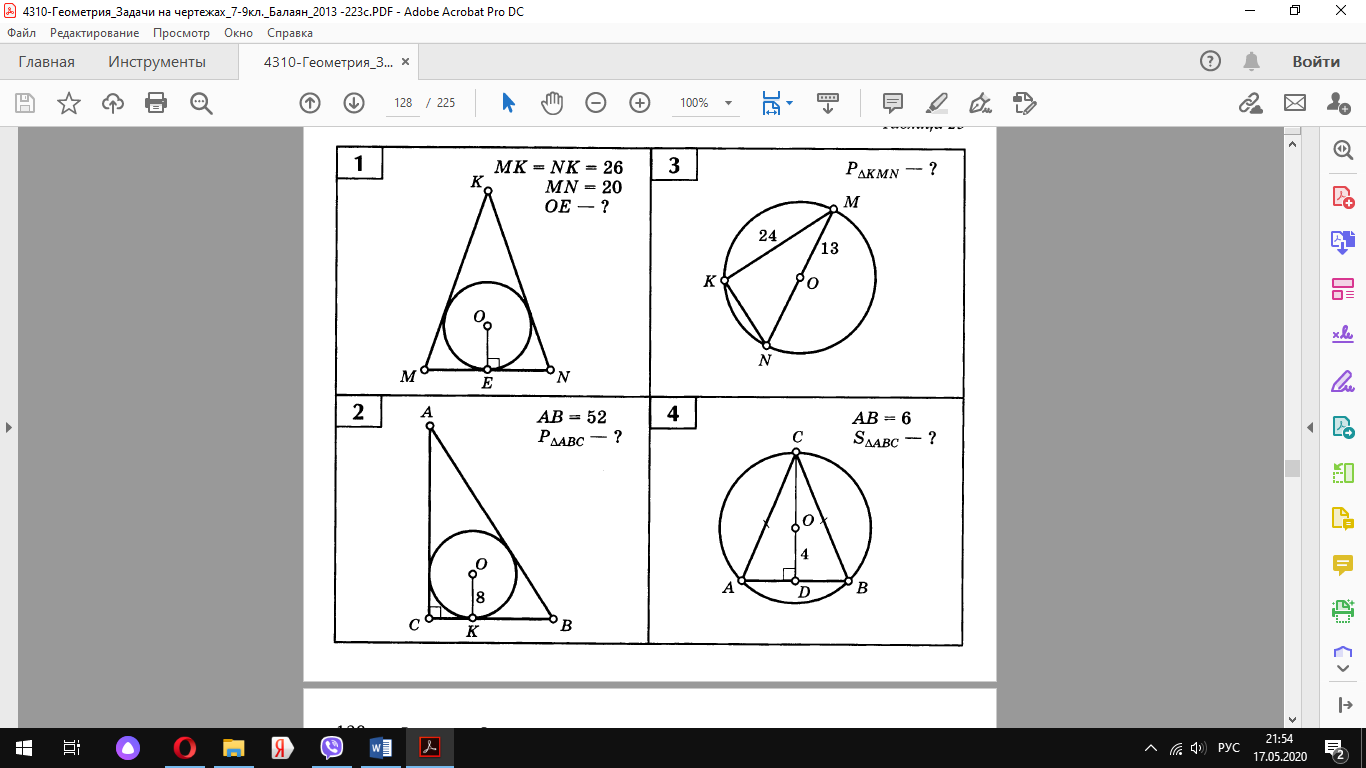 4310-Геометрия_Задачи на чертежах_7-9кл._Балаян_2013 -223с.PDF - Adobe Acrobat Pro DC
Файл Редактирование Просмотр Окно Справка
Главная Инструменты 4310-Геометрия_З... × ? Войти
128 / 225 100%
1
MK = NK = 26
MN = 20
OE — ?
K
O
M E N
3
P△KMN — ?
M
24 13
K O
N
2
AB = 52
P△ABC — ?
A
O
8
C K B
4
AB = 6
S△ABC — ?
C
O
4
A D B
РУС
21:54
17.05.2020
2